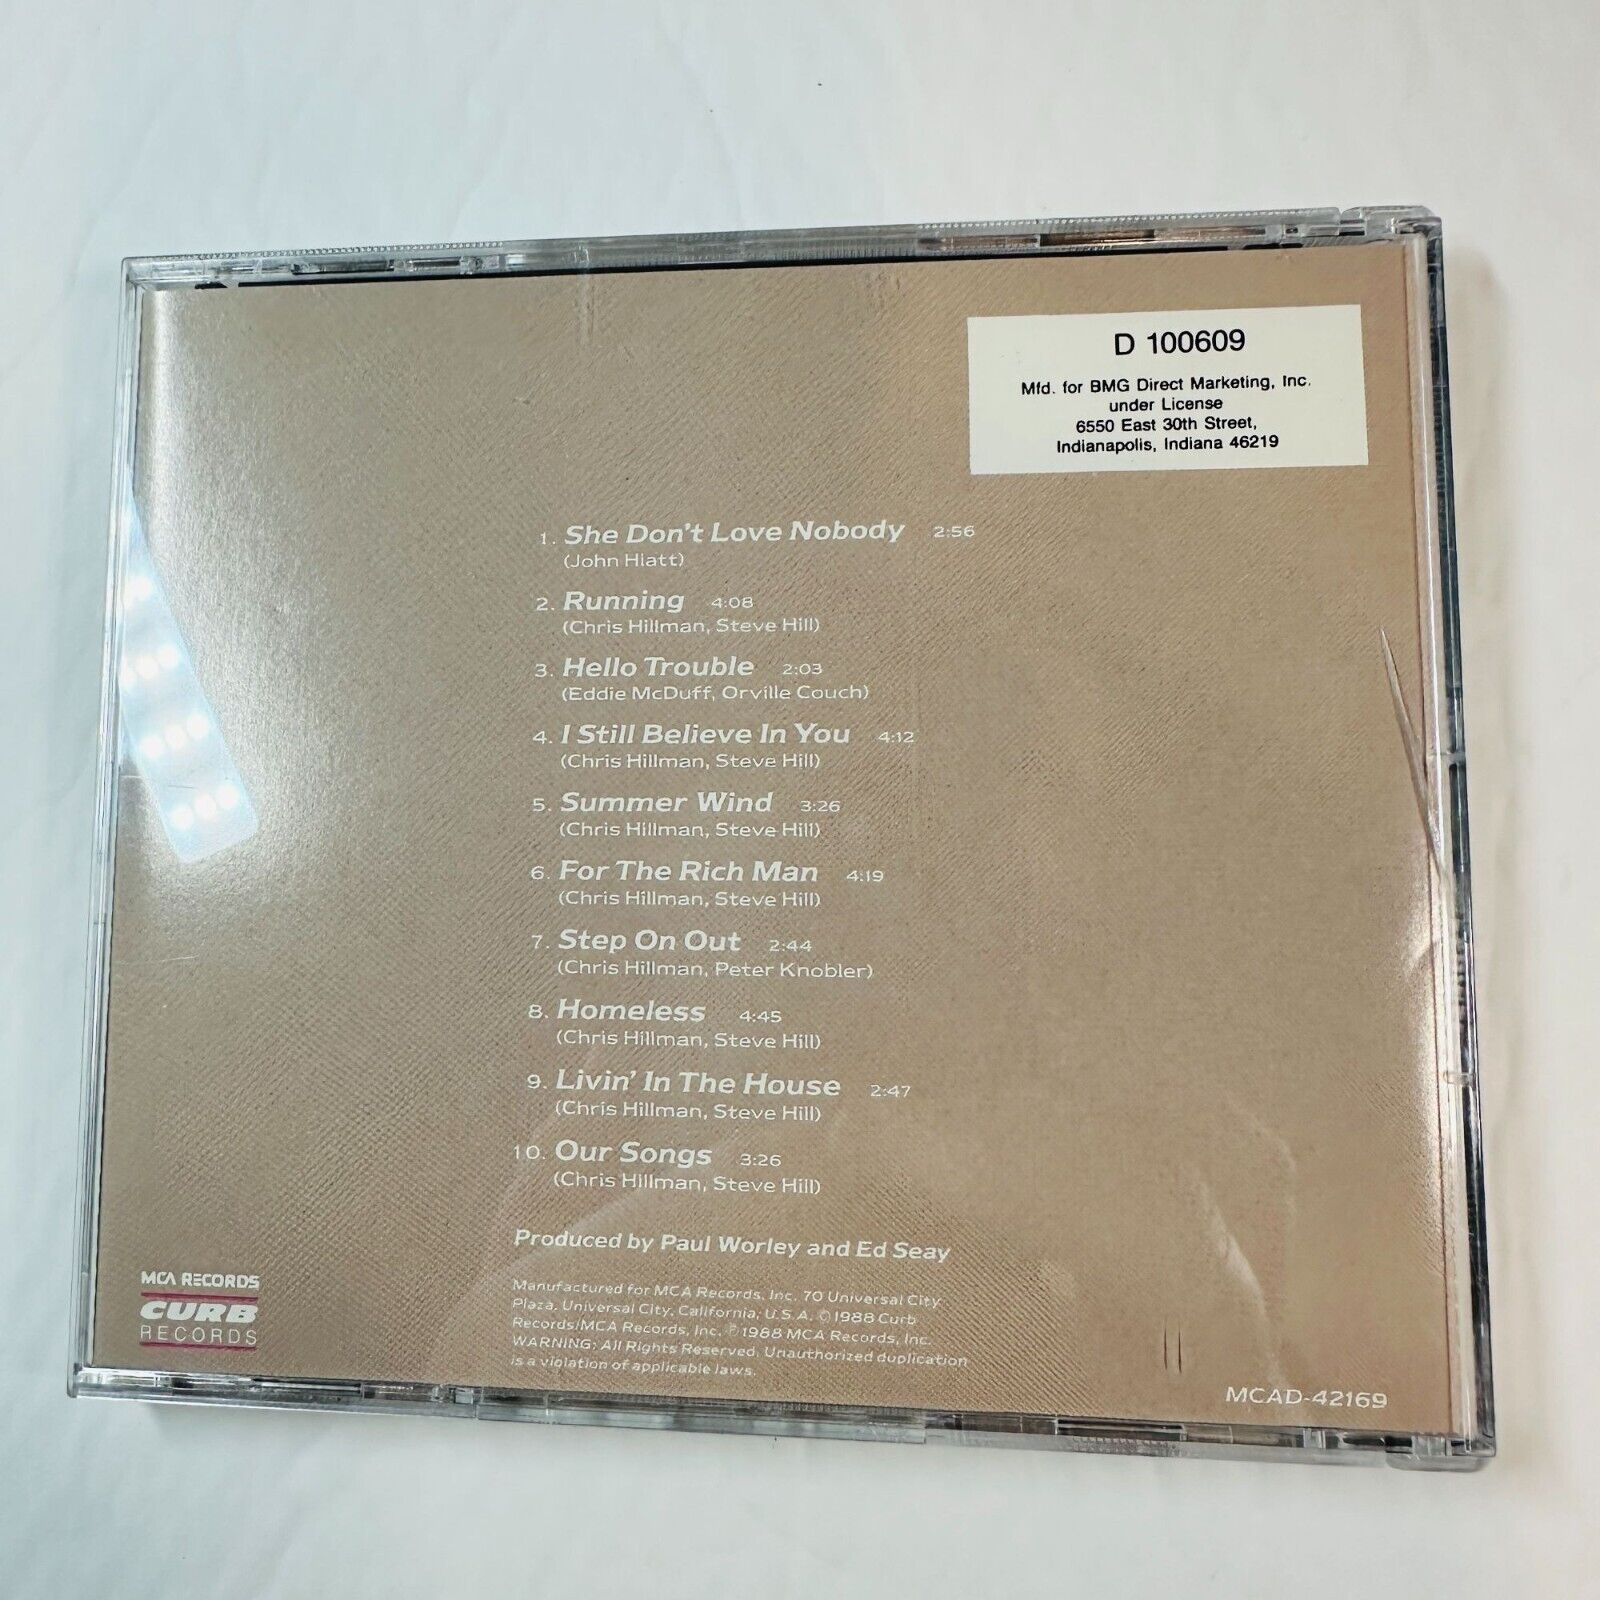 D 100609
Mfd. for BMG Direct Marketing, Inc.
under License
6550 East 30th Street,
Indianapolis, Indiana 46219
1. She Don't Love Nobody 2:56
(John Hiatt)
2. Running 4:08
(Chris Hillman, Steve Hill)
3. Hello Trouble 2:03
(Eddie McDuff, Orville Couch)
4. I Still Believe In You 4:12
(Chris Hillman, Steve Hill)
5. Summer Wind 3:26
(Chris Hillman, Steve Hill)
6. For The Rich Man 4:19
(Chris Hillman, Steve Hill)
7. Step On Out 2:44
(Chris Hillman, Peter Knobler)
8. Homeless 4:45
(Chris Hillman, Steve Hill)
9. Livin' In The House 2:47
(Chris Hillman, Steve Hill)
10. Our Songs 3:26
(Chris Hillman, Steve Hill)
Produced by Paul Worley and Ed Seay
Manufactured for MCA Records, Inc. 70 Universal City
Plaza, Universal City, California, U.S.A. ©1988 Curb
Records/MCA Records, Inc. ℗1988 MCA Records, Inc.
WARNING: All Rights Reserved. Unauthorized duplication
is a violation of applicable laws.
MCA RECORDS
CURB
RECORDS
MCAD-42169